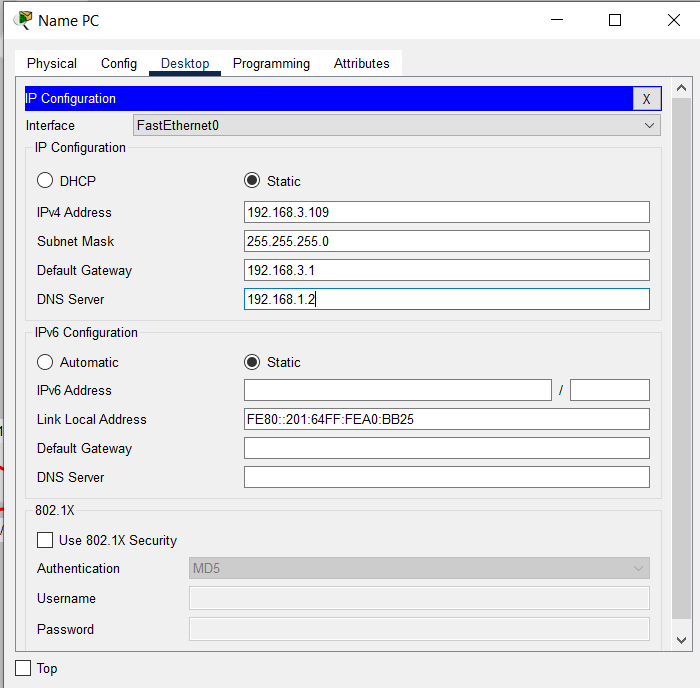 Name PC
Physical Config Desktop Programming Attributes
IP Configuration X
Interface FastEthernet0
IP Configuration
DHCP Static
IPv4 Address 192.168.3.109
Subnet Mask 255.255.255.0
Default Gateway 192.168.3.1
DNS Server 192.168.1.2
IPv6 Configuration
Automatic Static
IPv6 Address /
Link Local Address FE80::201:64FF:FEA0:BB25
Default Gateway
DNS Server
802.1X
Use 802.1X Security
Authentication MD5
Username
Password
Top